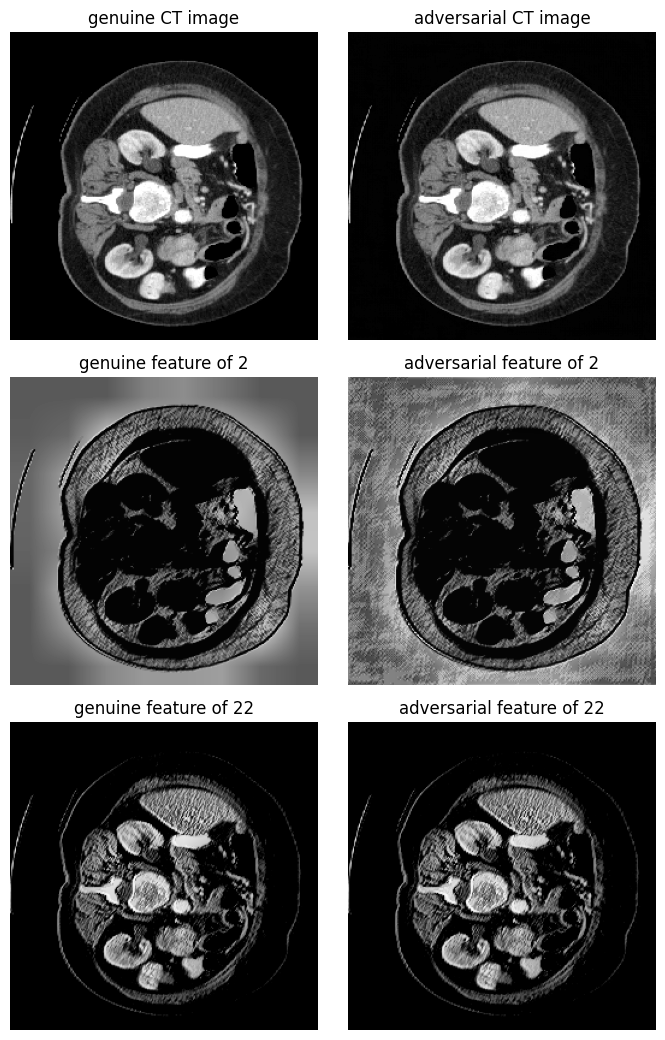 genuine CT image
adversarial CT image
genuine feature of 2
adversarial feature of 2
genuine feature of 22
adversarial feature of 22